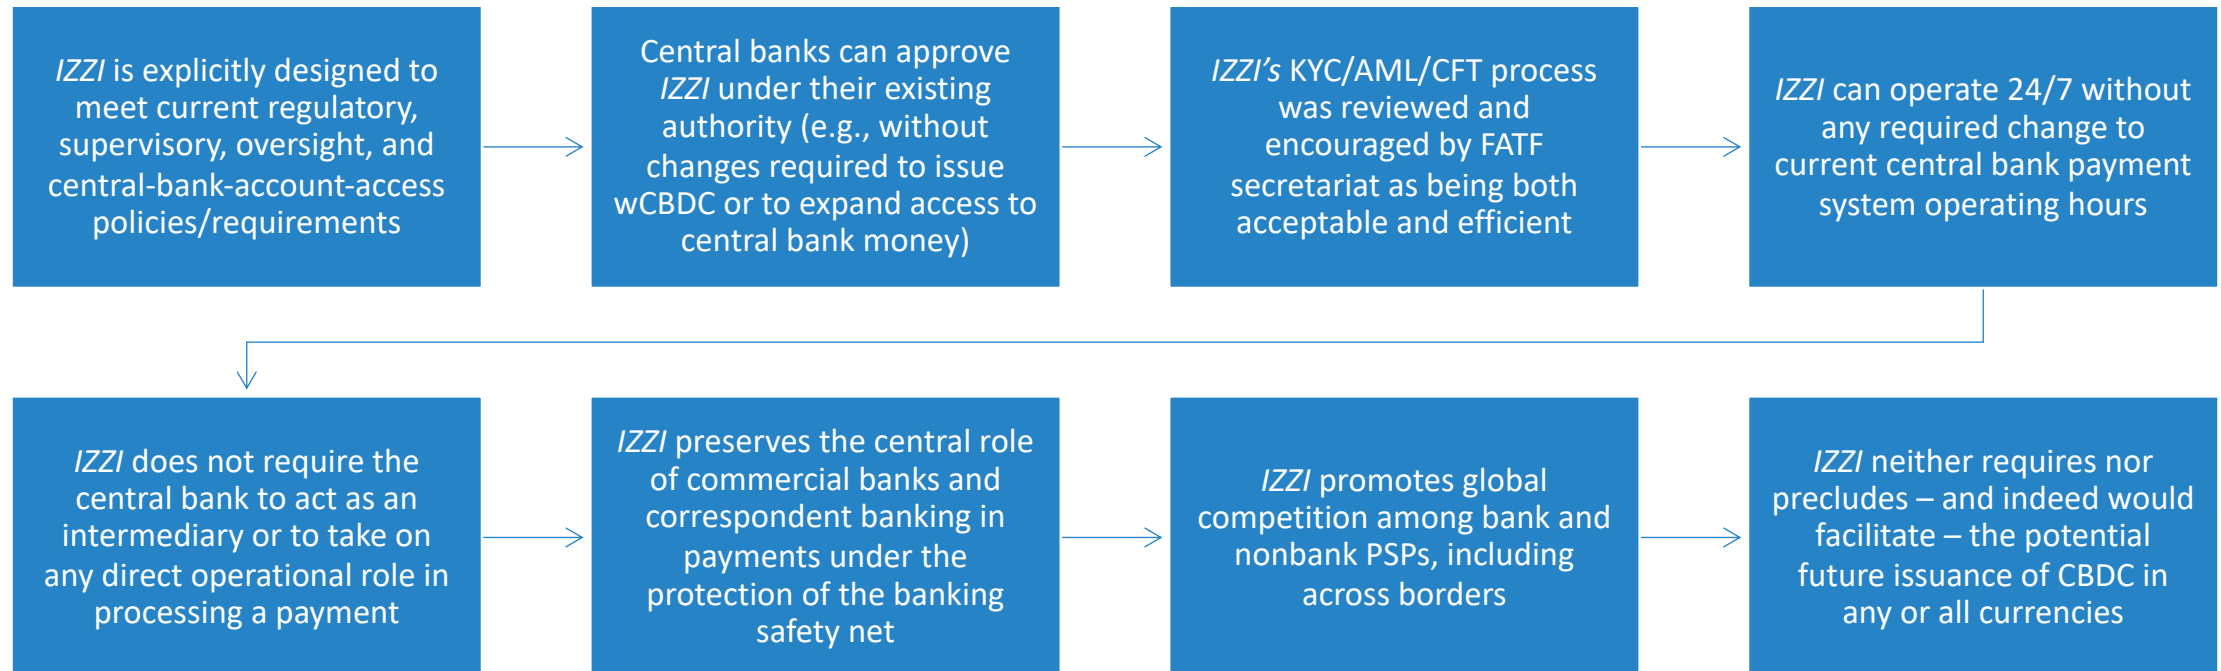 IZZI is explicitly designed to
meet current regulatory,
supervisory, oversight, and
central-bank-account-access
policies/requirements
Central banks can approve
IZZI under their existing
authority (e.g., without
changes required to issue
wCBDC or to expand access to
central bank money)
IZZI’s KYC/AML/CFT process
was reviewed and
encouraged by FATF
secretariat as being both
acceptable and efficient
IZZI can operate 24/7 without
any required change to
current central bank payment
system operating hours
IZZI does not require the
central bank to act as an
intermediary or to take on
any direct operational role in
processing a payment
IZZI preserves the central role
of commercial banks and
correspondent banking in
payments under the
protection of the banking
safety net
IZZI promotes global
competition among bank and
nonbank PSPs, including
across borders
IZZI neither requires nor
precludes – and indeed would
facilitate – the potential
future issuance of CBDC in
any or all currencies